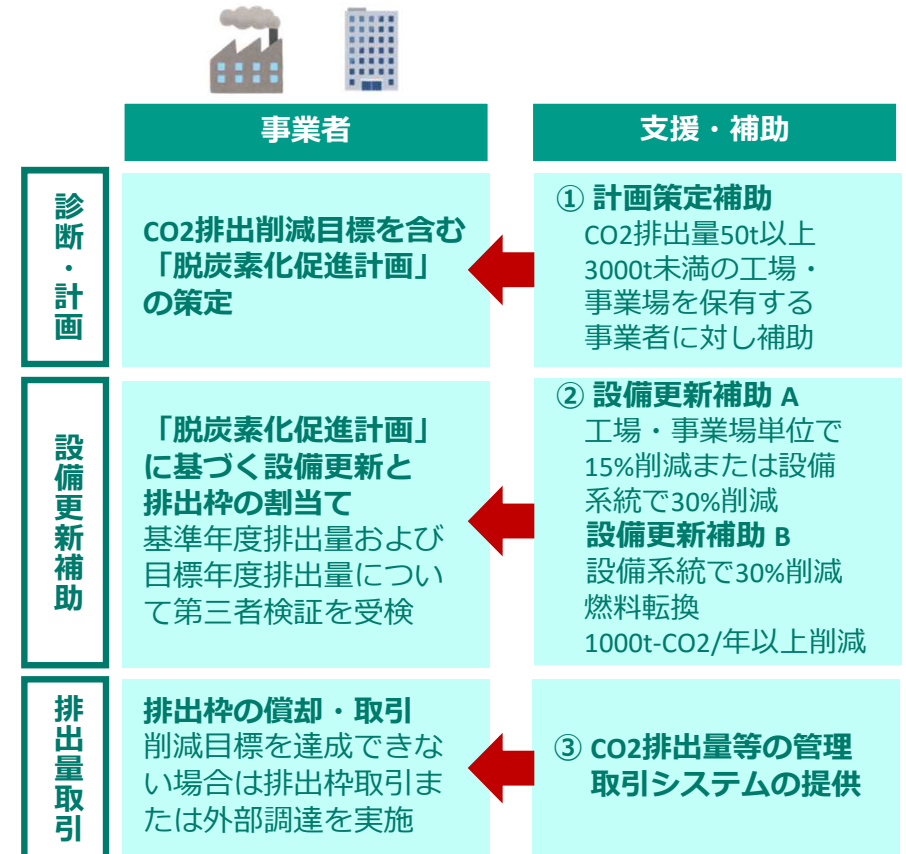 事業者
支援・補助
診断・計画
CO2排出削減目標を含む
「脱炭素化促進計画」
の策定
① 計画策定補助
CO2排出量50t以上
3000t未満の工場・
事業場を保有する
事業者に対し補助
設備更新補助
「脱炭素化促進計画」
に基づく設備更新と
排出枠の割当て
基準年度排出量および
目標年度排出量につい
て第三者検証を受検
② 設備更新補助 A
工場・事業場単位で
15%削減または設備
系統で30%削減
設備更新補助 B
設備系統で30%削減
燃料転換
1000t-CO2/年以上削減
排出量取引
排出枠の償却・取引
削減目標を達成できな
い場合は排出枠取引ま
たは外部調達を実施
③ CO2排出量等の管理
取引システムの提供